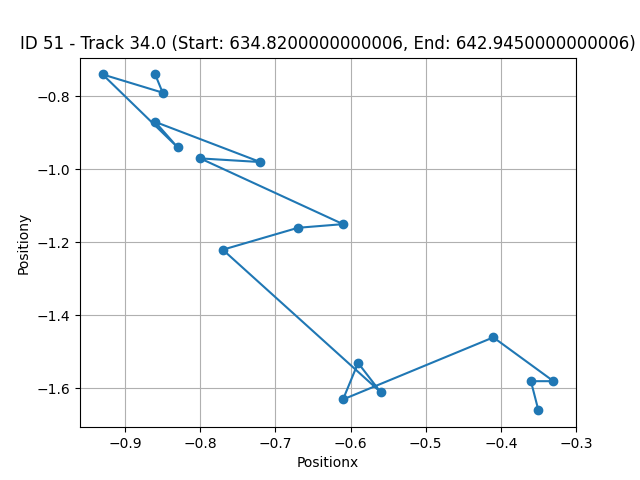 ID 51 - Track 34.0 (Start: 634.8200000000006, End: 642.9450000000006)
−0.8
−1.0
−1.2
−1.4
−1.6
Positiony
−0.9 −0.8 −0.7 −0.6 −0.5 −0.4 −0.3
Positionx